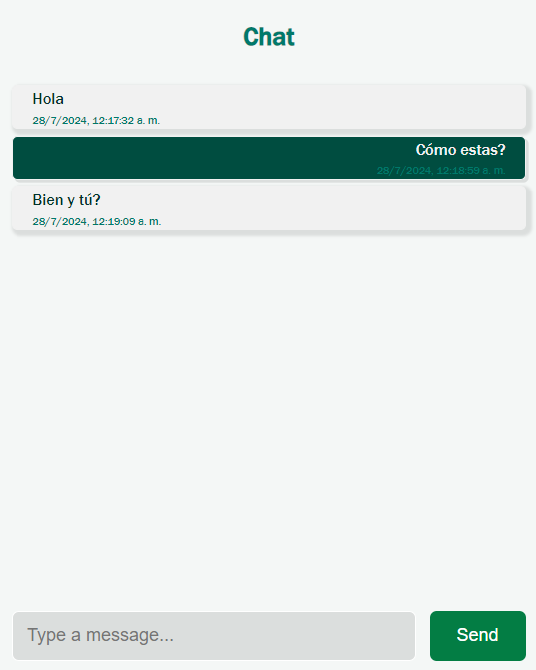 Chat
Hola
28/7/2024, 12:17:32 a. m.
Cómo estas?
28/7/2024, 12:18:59 a. m.
Bien y tú?
28/7/2024, 12:19:09 a. m.
Type a message...
Send